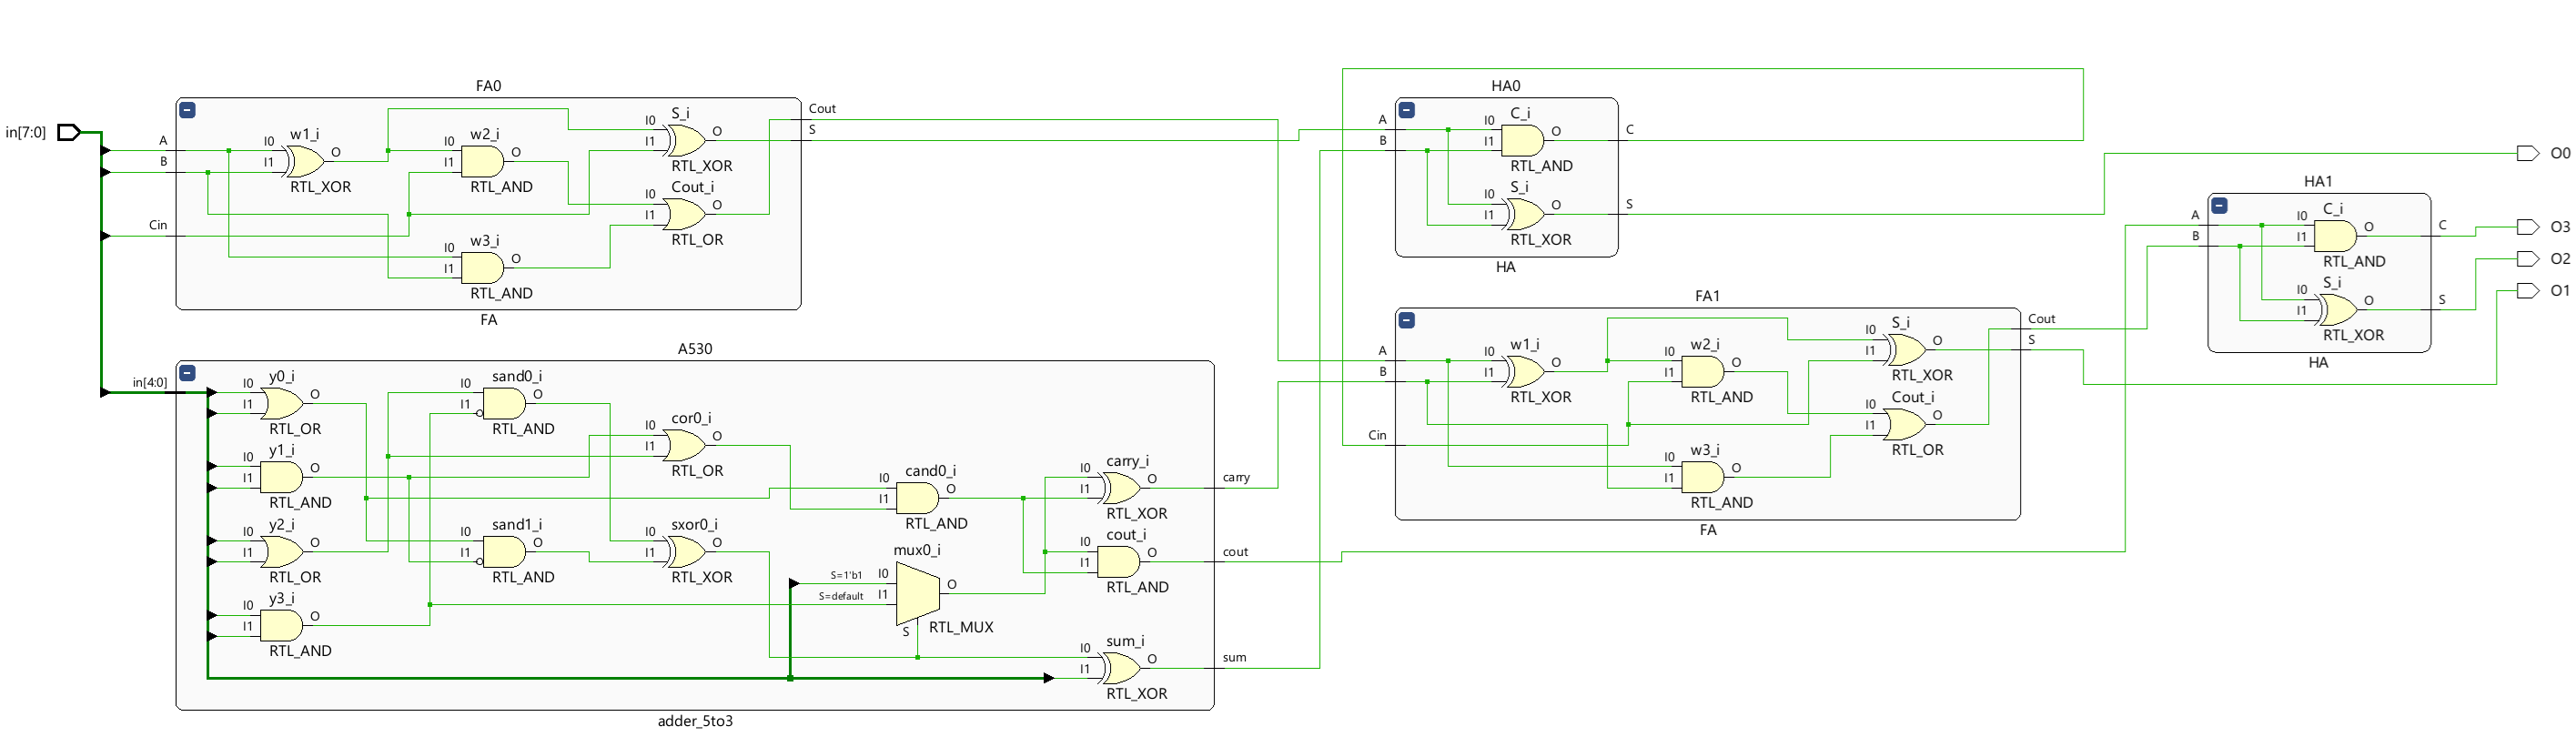 in[7:0]
FA0
A
B
Cin
w1_i
I0
I1
O
RTL_XOR
w2_i
I0
I1
O
RTL_AND
w3_i
I0
I1
O
RTL_AND
S_i
I0
I1
O
RTL_XOR
Cout_i
I0
I1
O
RTL_OR
Cout
S
FA
A530
in[4:0]
y0_i
I0
I1
O
RTL_OR
y1_i
I0
I1
O
RTL_AND
y2_i
I0
I1
O
RTL_OR
y3_i
I0
I1
O
RTL_AND
sand0_i
I0
I1
O
RTL_AND
sand1_i
I0
I1
O
RTL_AND
cor0_i
I0
I1
O
RTL_OR
sxor0_i
I0
I1
O
RTL_XOR
cand0_i
I0
I1
O
RTL_AND
mux0_i
S=1'b1
I0
S=default
I1
O
S
RTL_MUX
carry_i
I0
I1
O
RTL_XOR
cout_i
I0
I1
O
RTL_AND
sum_i
I0
I1
O
RTL_XOR
carry
cout
sum
adder_5to3
HA0
A
B
C_i
I0
I1
O
RTL_AND
S_i
I0
I1
O
RTL_XOR
C
S
HA
FA1
A
B
Cin
w1_i
I0
I1
O
RTL_XOR
w2_i
I0
I1
O
RTL_AND
w3_i
I0
I1
O
RTL_AND
S_i
I0
I1
O
RTL_XOR
Cout_i
I0
I1
O
RTL_OR
Cout
S
FA
HA1
A
B
C_i
I0
I1
O
RTL_AND
S_i
I0
I1
O
RTL_XOR
C
S
HA
O0
O3
O2
O1